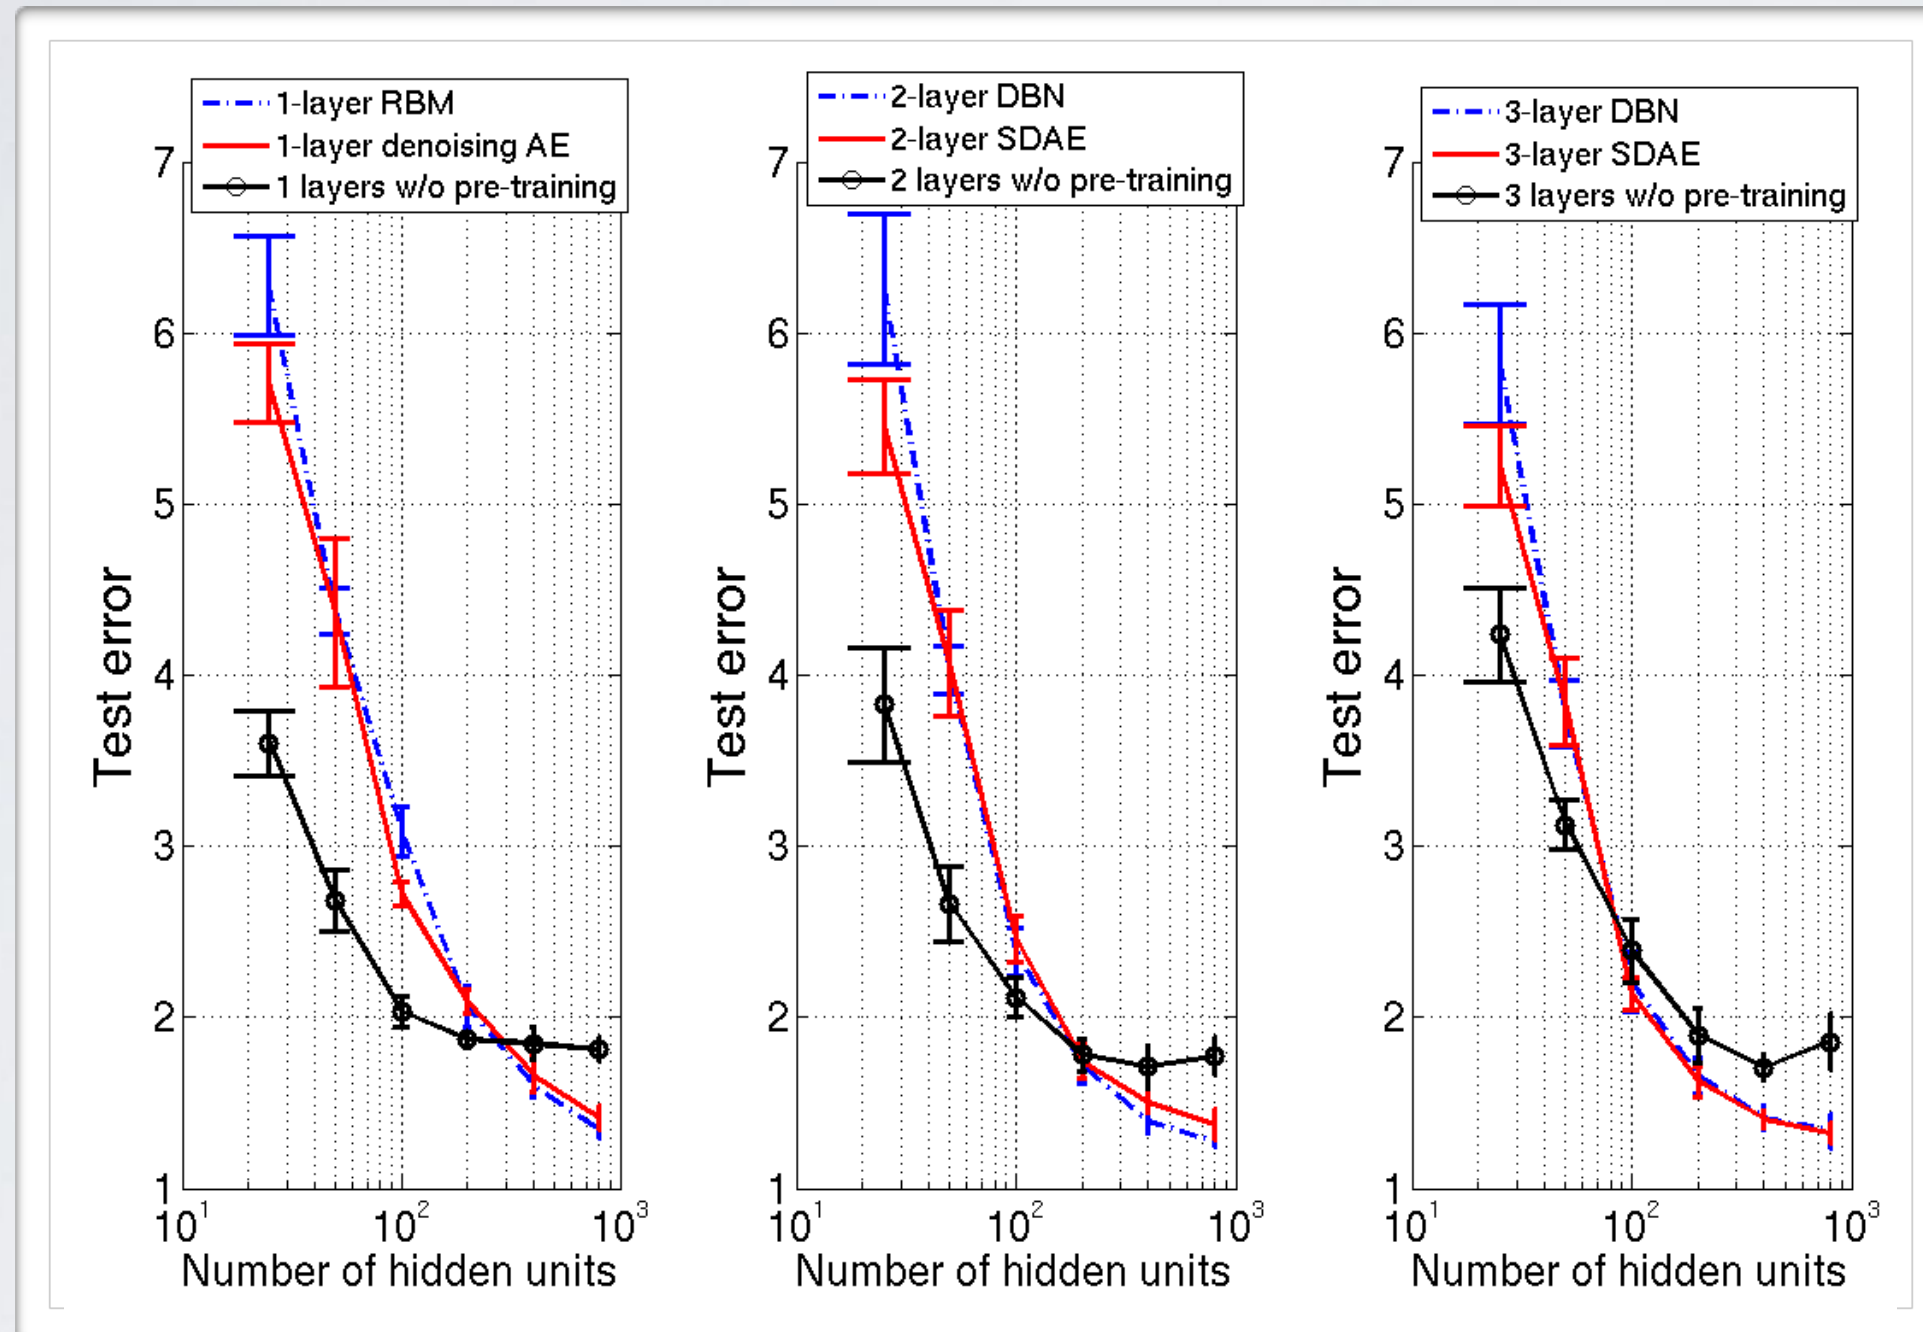 1-layer RBM
1-layer denoising AE
1 layers w/o pre-training
7
6
5
4
3
2
1
Test error
10¹ 10² 10³
Number of hidden units
2-layer DBN
2-layer SDAE
2 layers w/o pre-training
7
6
5
4
3
2
1
Test error
10¹ 10² 10³
Number of hidden units
3-layer DBN
3-layer SDAE
3 layers w/o pre-training
7
6
5
4
3
2
1
Test error
10¹ 10² 10³
Number of hidden units